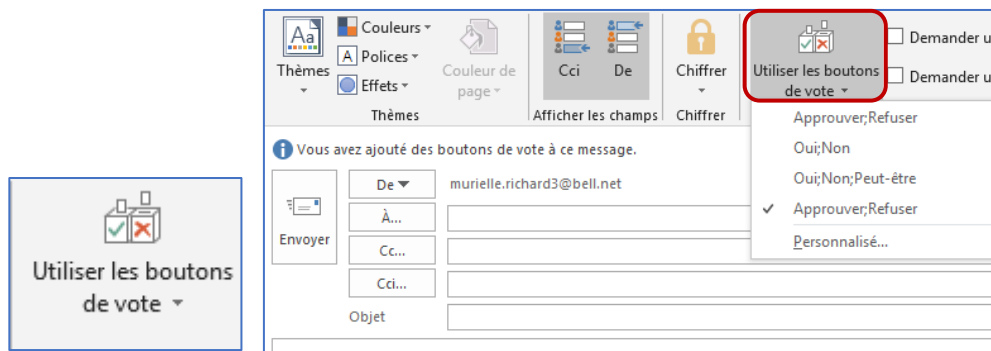 Utiliser les boutons
de vote
Aa
Thèmes
Couleurs
A Polices
Effets
Thèmes
Couleur de
page
Cci
De
Afficher les champs
Chiffrer
Chiffrer
Utiliser les boutons
de vote
Demander u
Demander u
Approuver;Refuser
Oui;Non
Oui;Non;Peut-être
Approuver;Refuser
Personnalisé...
Vous avez ajouté des boutons de vote à ce message.
Envoyer
De
murielle.richard3@bell.net
À...
Cc...
Cci...
Objet